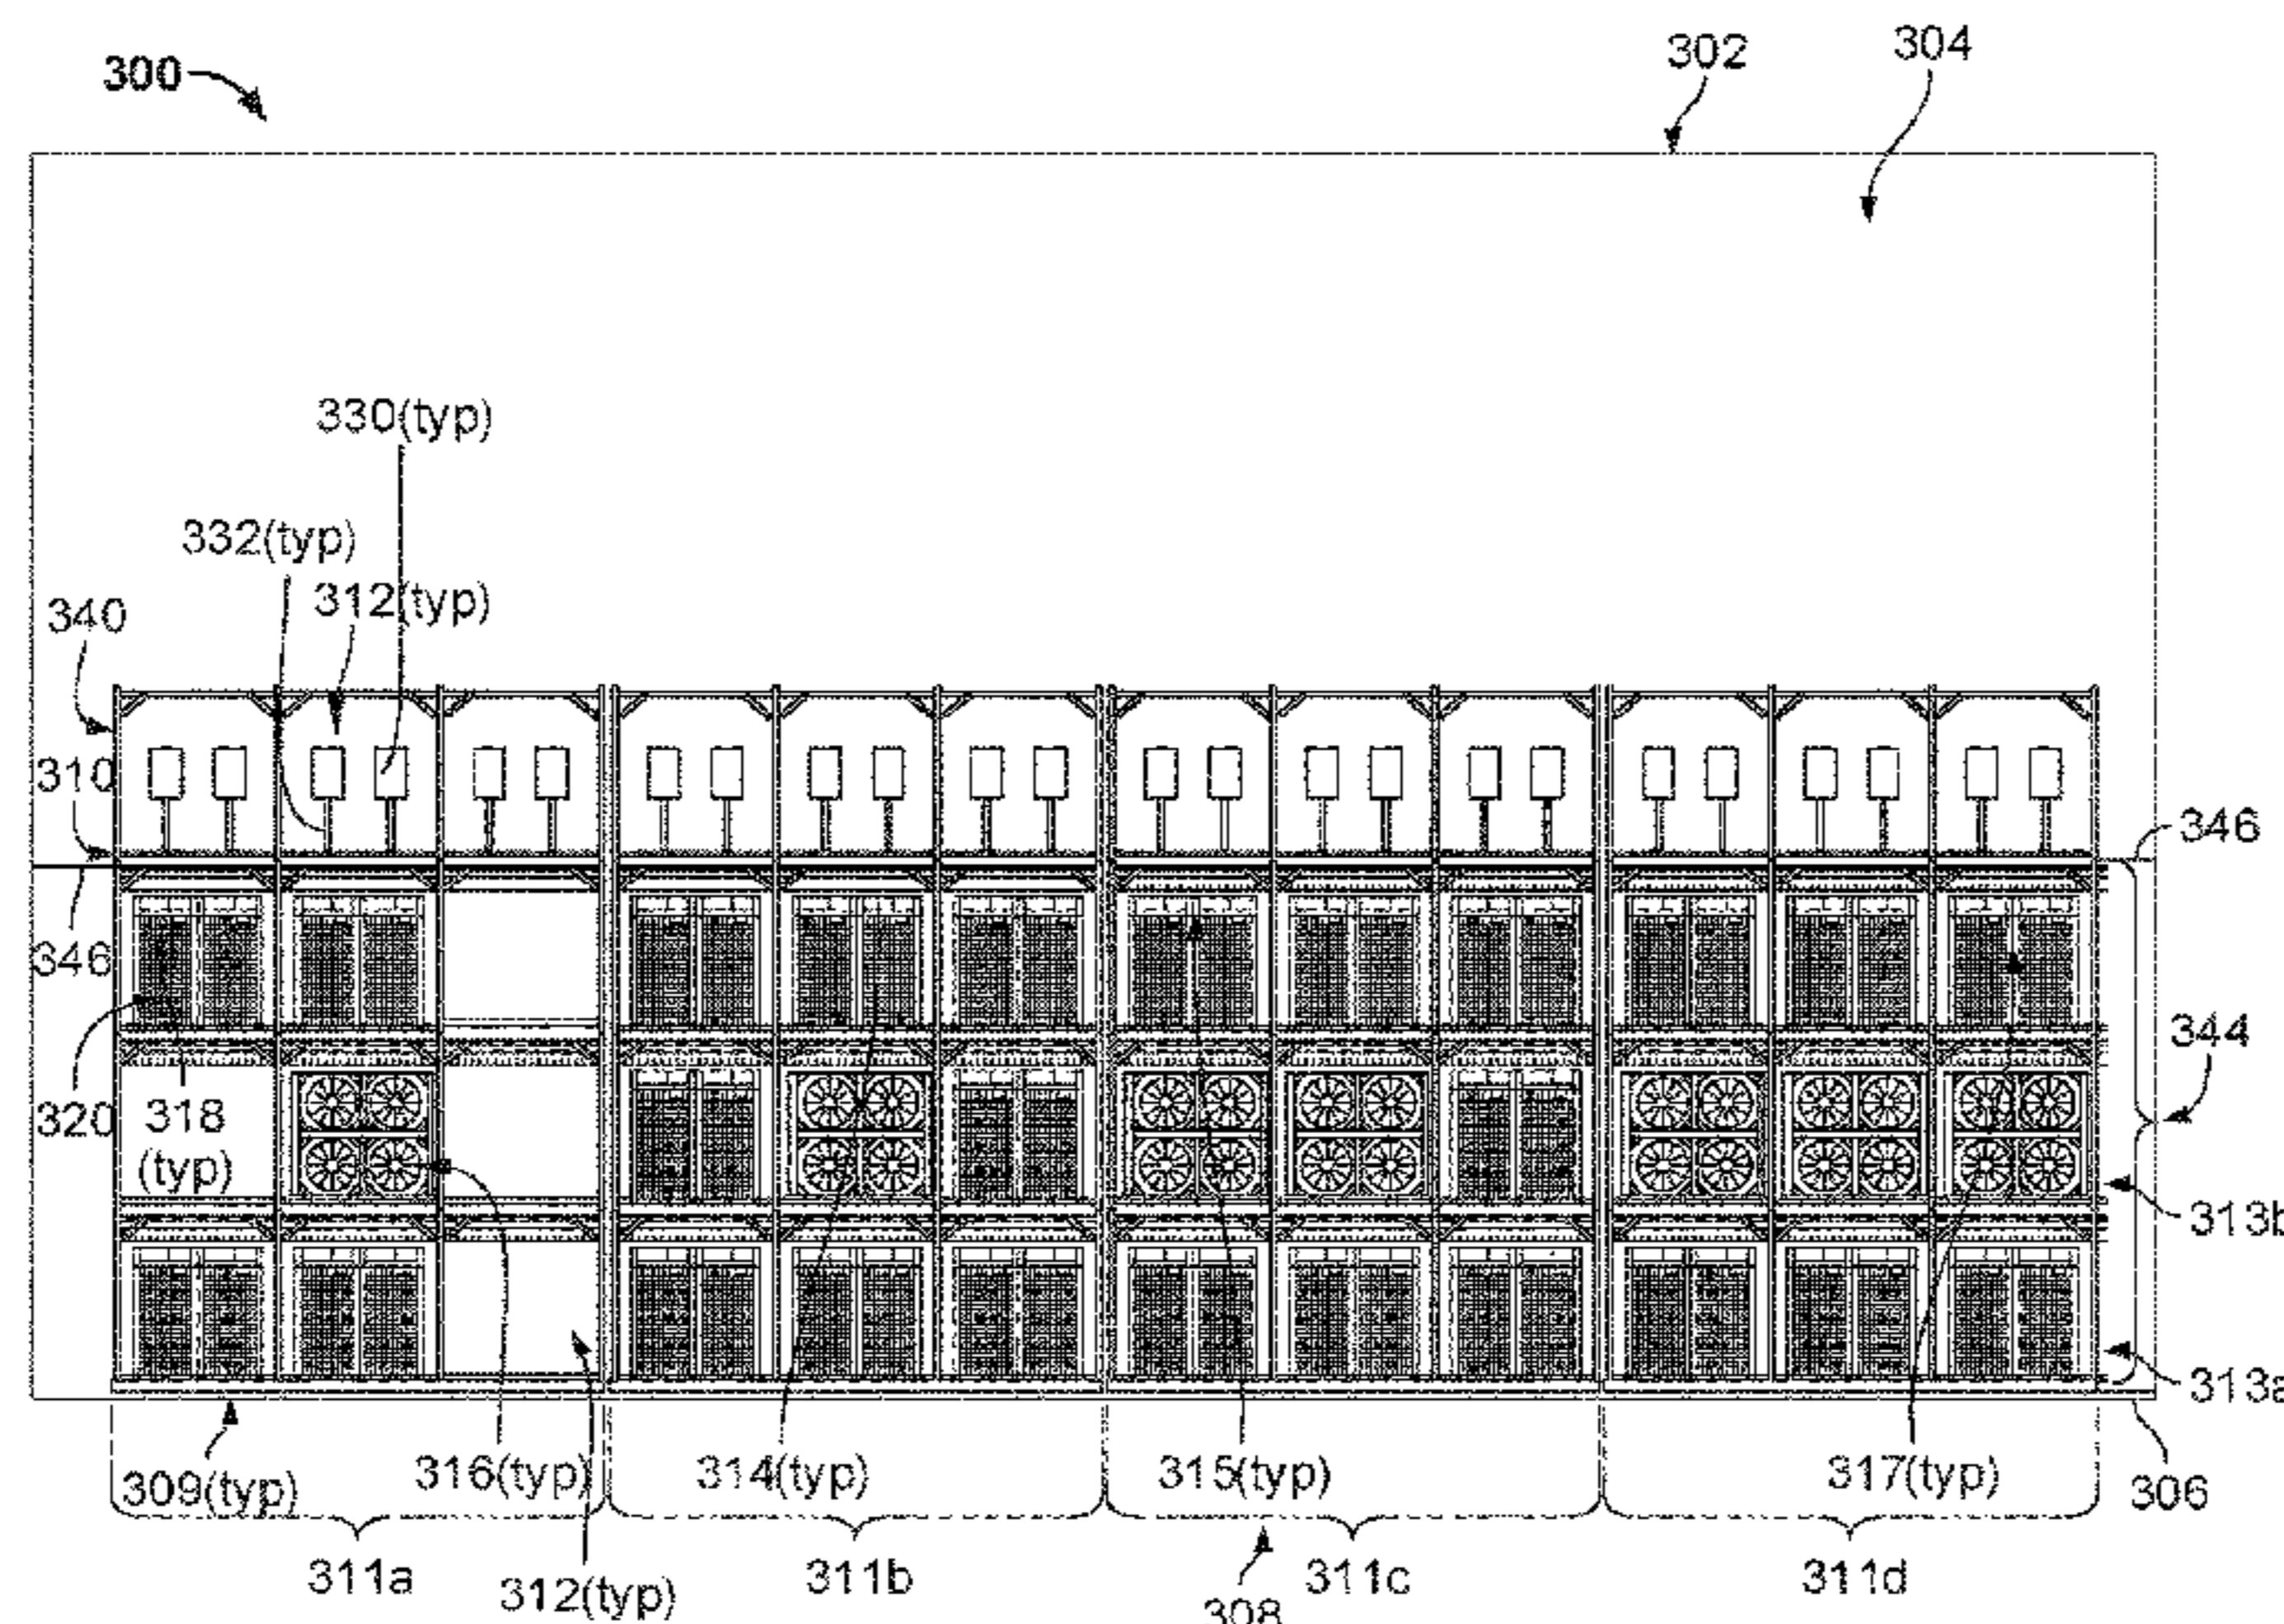 300
302
304
330(typ)
332(typ)
312(typ)
340
310
346
346
344
320
318
(typ)
313b
313a
316(typ)
314(typ)
315(typ)
317(typ)
309(typ)
306
311a
311b
311c
311d
312(typ)
308